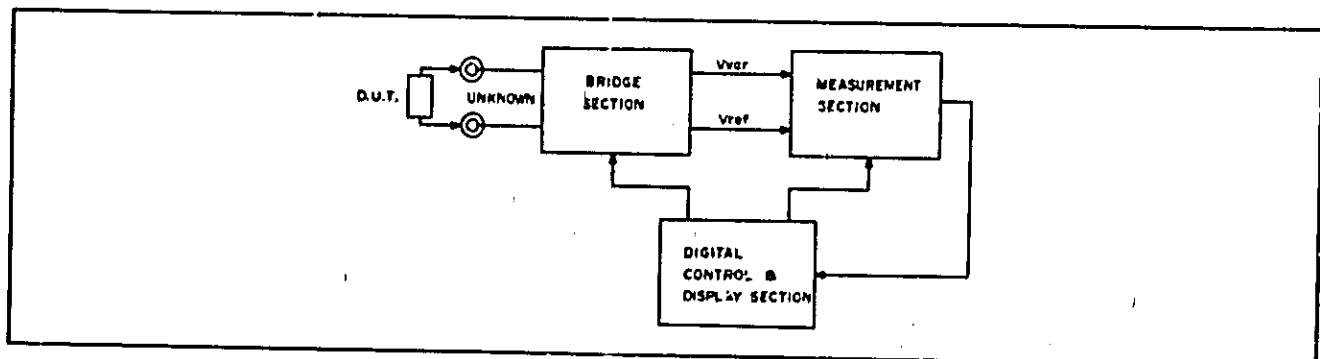 D.U.T.
UNKNOWN
BRIDGE
SECTION
Vvar
Vref
MEASUREMENT
SECTION
DIGITAL
CONTROL &
DISPLAY SECTION